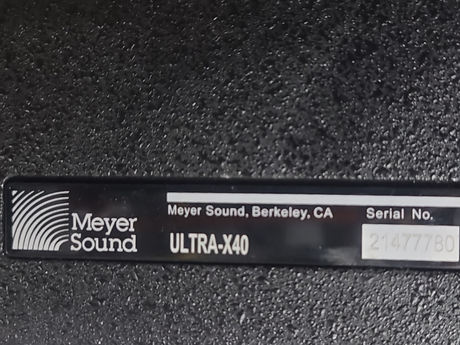 Meyer Sound
Meyer Sound, Berkeley, CA
ULTRA-X40
Serial No.
21477780